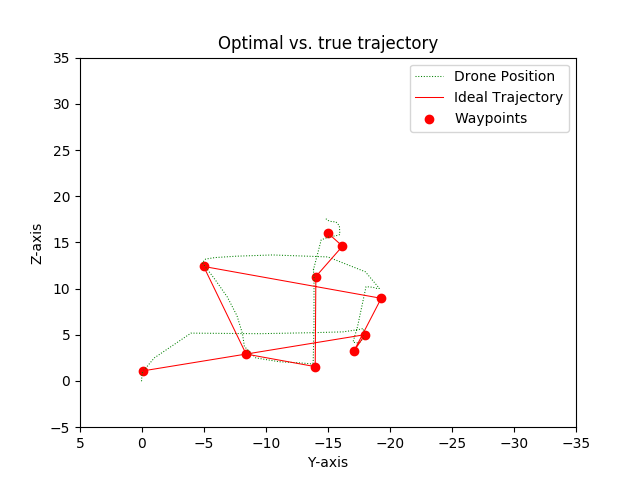 Optimal vs. true trajectory
Drone Position
Ideal Trajectory
Waypoints
35
30
25
20
15
10
5
0
−5
Z-axis
5 0 −5 −10 −15 −20 −25 −30 −35
Y-axis